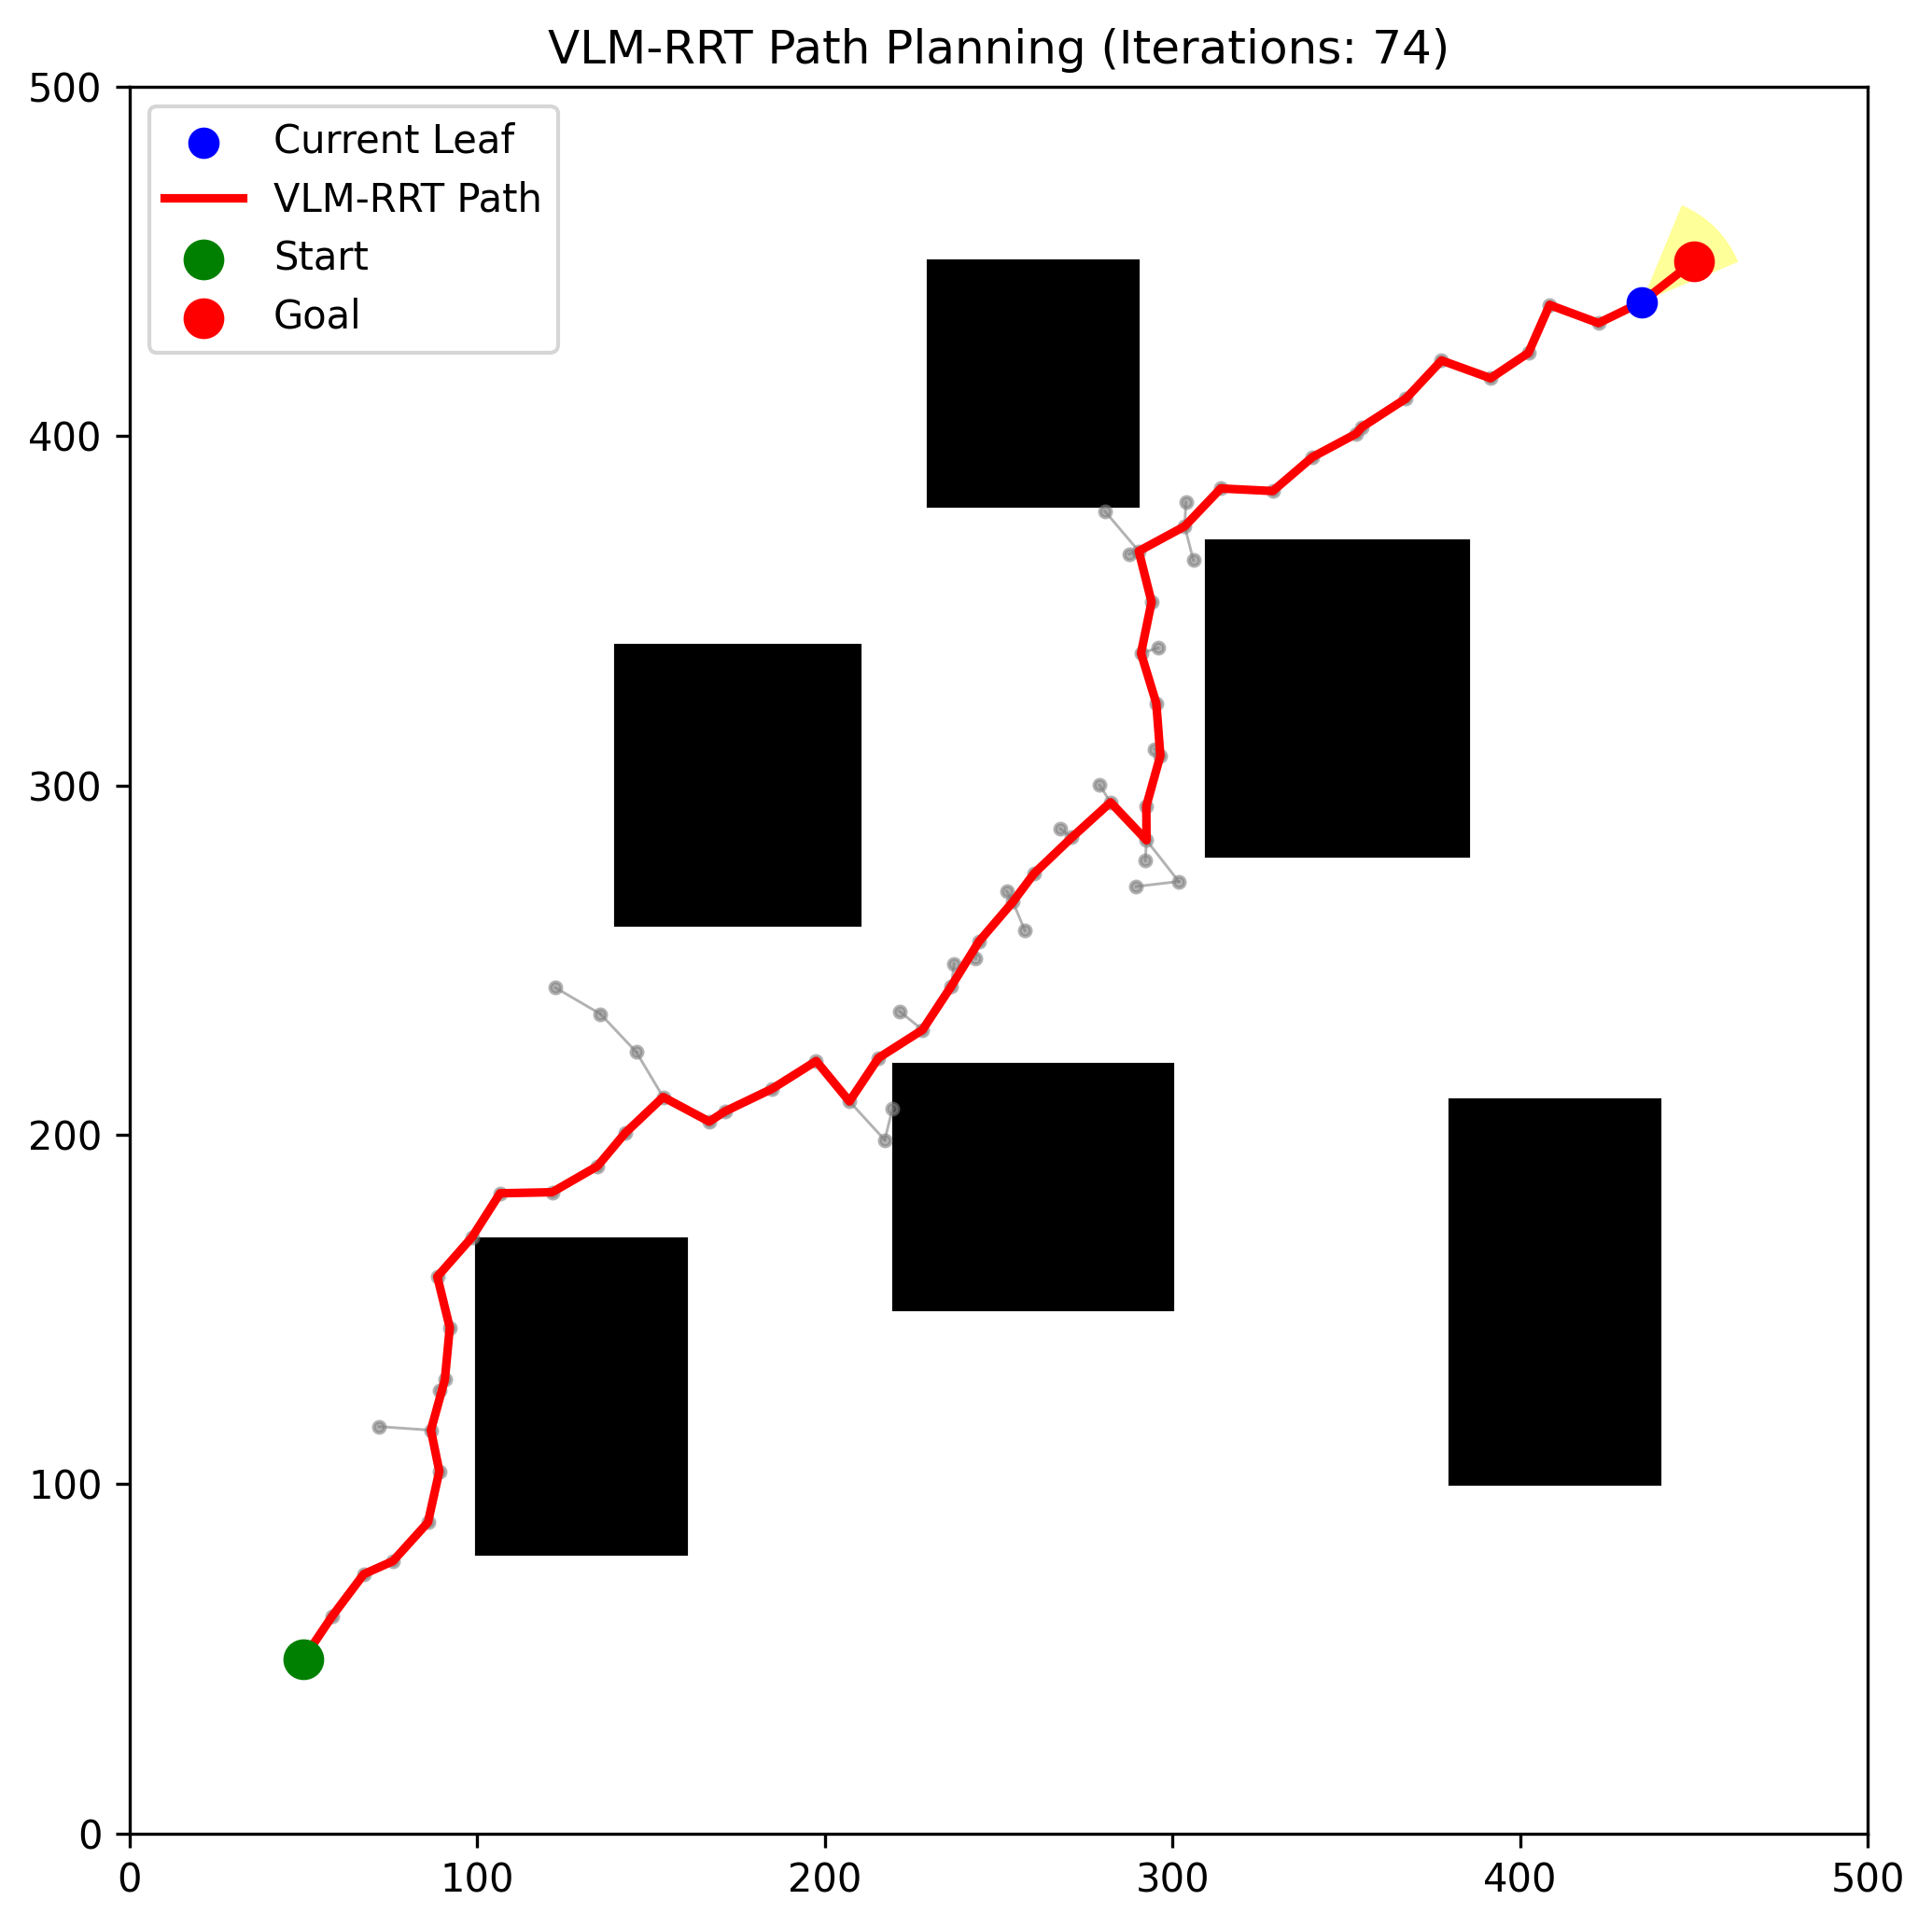 VLM-RRT Path Planning (Iterations: 74)
500
400
300
200
100
0
Current Leaf
VLM-RRT Path
Start
Goal
0 100 200 300 400 500